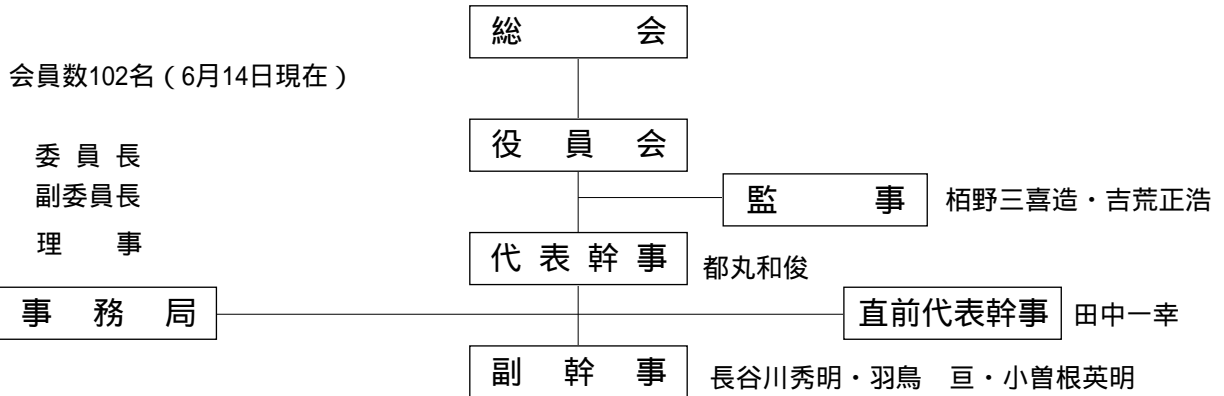 総　会
会員数102名（6月14日現在）
役　員　会
委 員 長
副委員長
監　事　栢野三喜造・吉荒正浩
理　事
代 表 幹 事　都丸和俊
事　務　局
直前代表幹事　田中一幸
副　幹　事　長谷川秀明・羽鳥　亘・小曽根英明